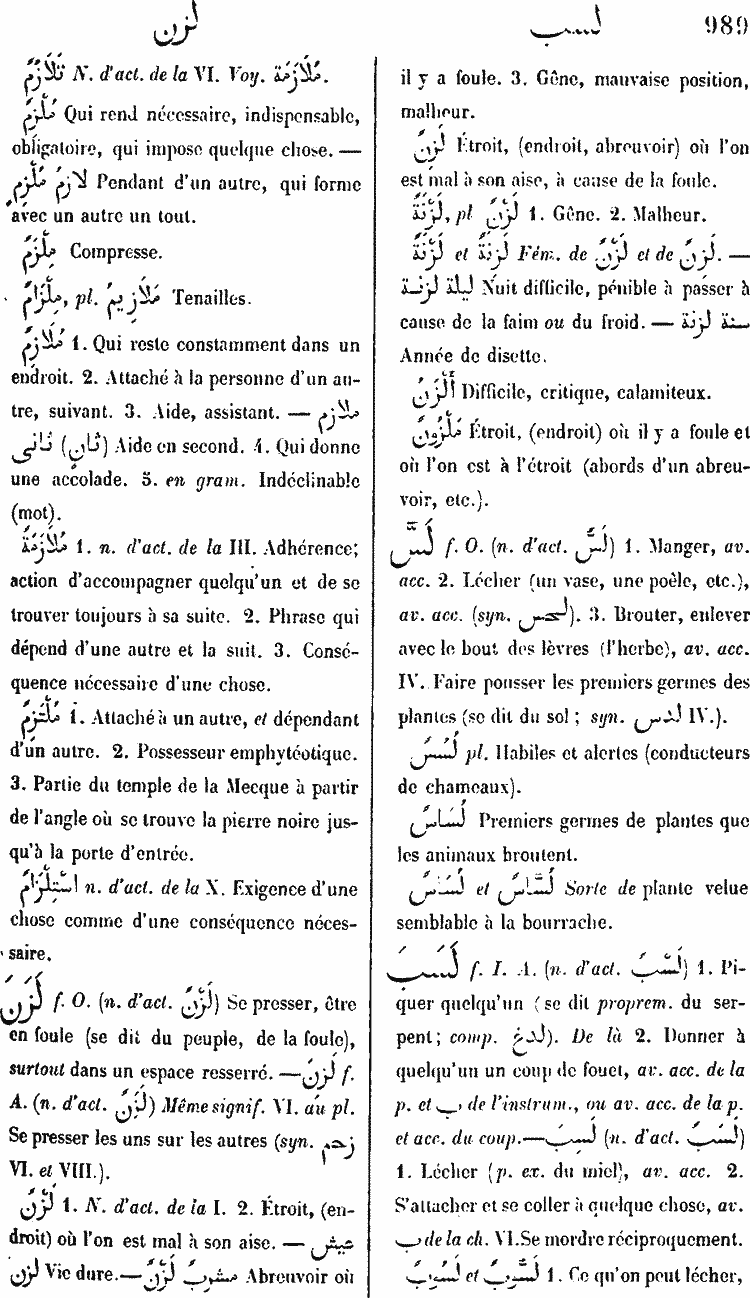 لزن
لسب
989
تَلَازُمٌ N. d'act. de la VI. Voy. مُلَازَمَةٌ.
مُلْزِمٌ Qui rend nécessaire, indispensable,
obligatoire, qui impose quelque chose. —
لازمُ مُلْزِمٍ Pendant d'un autre, qui forme
avec un autre un tout.
مِلْزَمٌ Compresse.
مِلْزَامٌ, pl. مَلَازِيمُ Tenailles.
مُلَازِمٌ 1. Qui reste constamment dans un
endroit. 2. Attaché à la personne d'un au-
tre, suivant. 3. Aide, assistant. — ملازم
ثانى (ثانٍ) Aide en second. 4. Qui donne
une accolade. 5. en gram. Indéclinable
(mot).
مُلَازَمَةٌ 1. n. d'act. de la III. Adhérence;
action d'accompagner quelqu'un et de se
trouver toujours à sa suite. 2. Phrase qui
dépend d'une autre et la suit. 3. Consé-
quence nécessaire d'une chose.
مُلْتَزِمٌ 1. Attaché à un autre, et dépendant
d'un autre. 2. Possesseur emphytéotique.
3. Partie du temple de la Mecque à partir
de l'angle où se trouve la pierre noire jus-
qu'à la porte d'entrée.
اسْتِلْزَامٌ n. d'act. de la X. Exigence d'une
chose comme d'une conséquence néces-
saire.
لَزَنَ f. O. (n. d'act. لَزْنٌ) Se presser, être
en foule (se dit du peuple, de la foule),
surtout dans un espace resserré. — لَزِنَ f.
A. (n. d'act. لَزَنٌ) Même signif. VI. au pl.
Se presser les uns sur les autres (syn. زحم
VI. et VIII.).
لَزْنٌ 1. N. d'act. de la I. 2. Étroit, (en-
droit) où l'on est mal à son aise. — عيش
لزن Vie dure. — مشربٌ لَزْنٌ Abreuvoir où
il y a foule. 3. Gêne, mauvaise position,
malheur.
لَزِنٌ Étroit, (endroit, abreuvoir) où l'on
est mal à son aise, à cause de la foule.
لَزْنَةٌ, pl لَزْنٌ 1. Gêne. 2. Malheur.
لَزْنَةٌ et لَزِنَةٌ Fém. de لَزْنٌ et de لَزِنٌ. —
ليلة لزنة Nuit difficile, pénible à passer à
cause de la faim ou du froid. — سنة لزنة
Année de disette.
أَلْزَنُ Difficile, critique, calamiteux.
مَلْزُونٌ Étroit, (endroit) où il y a foule et
où l'on est à l'étroit (abords d'un abreu-
voir, etc.).
لَسَّ f. O. (n. d'act. لَسٌّ) 1. Manger, av.
acc. 2. Lécher (un vase, une poèle, etc.),
av. acc. (syn. لحس). 3. Brouter, enlever
avec le bout des lèvres (l'herbe), av. acc.
IV. Faire pousser les premiers germes des
plantes (se dit du sol; syn. لدس IV.).
لُسُسٌ pl. Habiles et alertes (conducteurs
de chameaux).
لُسَاسٌ Premiers germes de plantes que
les animaux broutent.
لُسَاسٌ et لُسَّاسٌ Sorte de plante velue
semblable à la bourrache.
لَسَبَ f. I. A. (n. d'act. لَسْبٌ) 1. Pi-
quer quelqu'un (se dit proprem. du ser-
pent; comp. لدغ). De là 2. Donner à
quelqu'un un coup de fouet, av. acc. de la
p. et ب de l'instrum., ou av. acc. de la p.
et acc. du coup. — لَسِبَ (n. d'act. لَسْبٌ)
1. Lécher (p. ex. du miel), av. acc. 2.
S'attacher et se coller à quelque chose, av.
ب de la ch. VI. Se mordre réciproquement.
لَسُوبٌ et لَسُّوبٌ 1. Ce qu'on peut lécher,